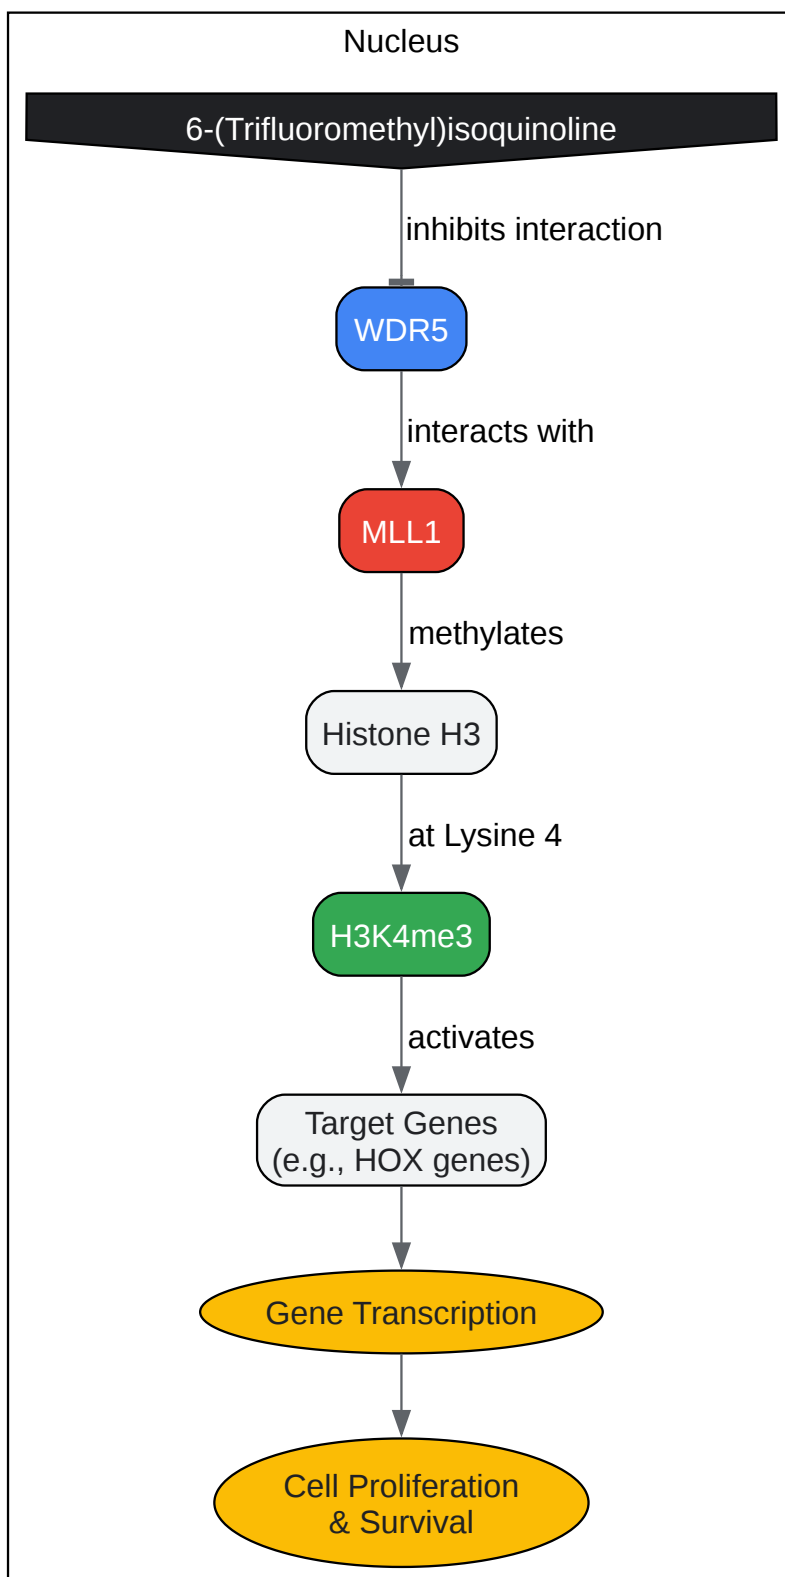 Nucleus
6-(Trifluoromethyl)isoquinoline
inhibits interaction
WDR5
interacts with
MLL1
methylates
Histone H3
at Lysine 4
H3K4me3
activates
Target Genes
(e.g., HOX genes)
Gene Transcription
Cell Proliferation
& Survival